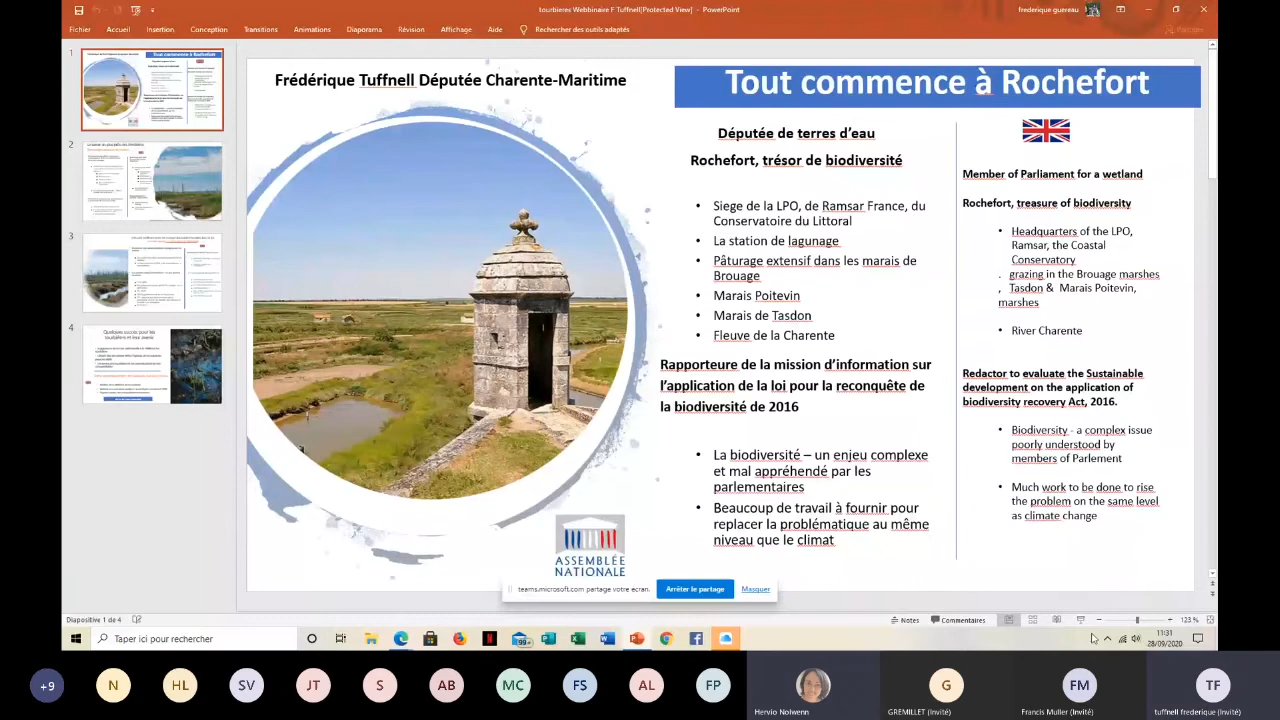 tourbieres Webbinaire F Tuffnell[Protected View] – PowerPoint
frederique guereau
Fichier Accueil Insertion Conception Transitions Animations Diaporama Révision Affichage Aide Rechercher des outils adaptés
1
2
3
4
Frédérique Tuffnell Députée Charente-Maritime
Tout commence à Rochefort
Députée de terres d'eau
Rochefort, trésor de biodiversité
• Siege de la LPO, de Ramsar France, du
Conservatoire du Littoral
• La station de lagunage
• Pâturage extensif dans les marais de
Brouage
• Marais Poitevin
• Marais de Tasdon
• Fleuve de la Charente
Rapporteure de la mission d'information sur
l'application de la loi pour la reconquête de
la biodiversité de 2016
• La biodiversité – un enjeu complexe
et mal appréhendé par les
parlementaires
• Beaucoup de travail à fournir pour
replacer la problématique au même
niveau que le climat
Member of Parliament for a wetland
Rochefort, treasure of biodiversity
Headquarters of the LPO,
Ramsar, the coastal
conservatory
Grazing in the Brouage marshes
Tasdon & Marais Poitevin,
marshes
River Charente
Redactor to evaluate the Sustainable
development on the application of
biodiversity recovery Act, 2016.
• Biodiversity - a complex issue
poorly understood by
members of Parlement
• Much work to be done to rise
the problem on the same level
as climate change
ASSEMBLÉE
NATIONALE
teams.microsoft.com partage votre écran. Arrêter le partage Masquer
Diapositive 1 de 4
Notes Commentaires 123 %
Taper ici pour rechercher
99+
11:31
28/09/2020
+9 N HL SV JT S AB MC FS AL FP G FM TF
Hervio Nolwenn GREMILLET (Invité) Francis Muller (Invité) tuffnell frederique (Invité)